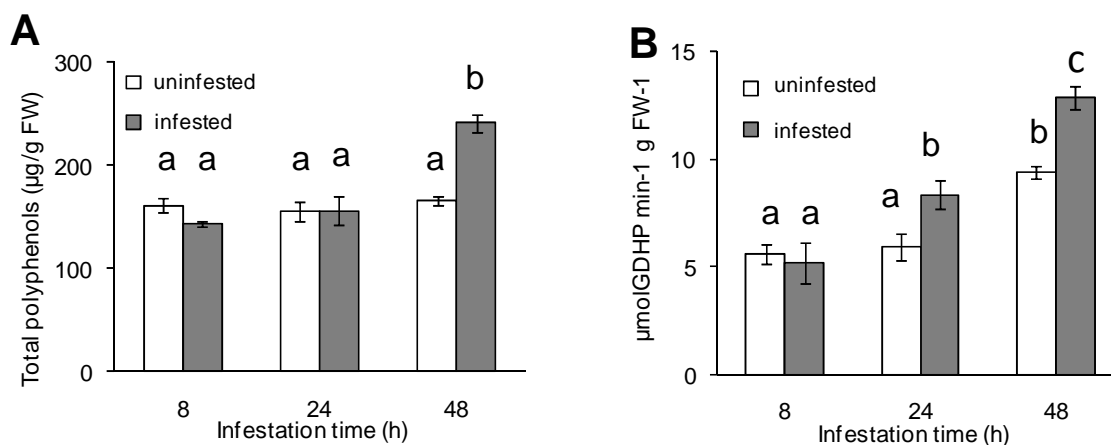 A
300
200
100
0
Total polyphenols (µg/g FW)
uninfested
infested
a
a
a
a
a
b
8
24
48
Infestation time (h)
B
15
10
5
0
µmolGDHP min-1 g FW-1
uninfested
infested
a
a
a
b
b
c
8
24
48
Infestation time (h)